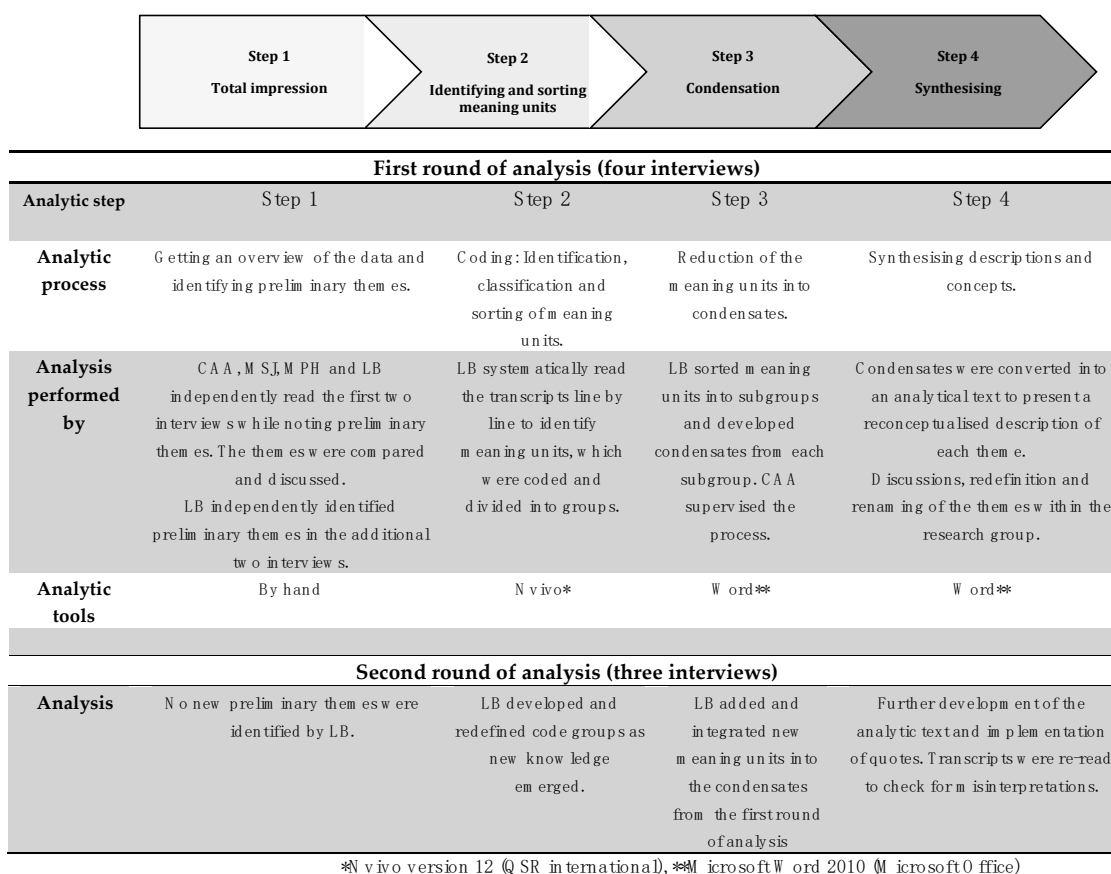 Step 1
Total impression
Step 2
Identifying and sorting
meaning units
Step 3
Condensation
Step 4
Synthesising
First round of analysis (four interviews)
Analytic step Step 1 Step 2 Step 3 Step 4
Analytic
process
Getting an overview of the data and
identifying preliminary themes.
Coding: Identification,
classification and
sorting of meaning
units.
Reduction of the
meaning units into
condensates.
Synthesising descriptions and
concepts.
Analysis
performed
by
CAA, MSJ, MPH and LB
independently read the first two
interviews while noting preliminary
themes. The themes were compared
and discussed.
LB independently identified
preliminary themes in the additional
two interviews.
LB systematically read
the transcripts line by
line to identify
meaning units, which
were coded and
divided into groups.
LB sorted meaning
units into subgroups
and developed
condensates from each
subgroup. CAA
supervised the
process.
Condensates were converted into
an analytical text to present a
reconceptualised description of
each theme.
Discussions, redefinition and
renaming of the themes within the
research group.
Analytic
tools
By hand
Nvivo*
Word**
Word**
Second round of analysis (three interviews)
Analysis
No new preliminary themes were
identified by LB.
LB developed and
redefined code groups as
new knowledge
emerged.
LB added and
integrated new
meaning units into
the condensates
from the first round
of analysis
Further development of the
analytic text and implementation
of quotes. Transcripts were re-read
to check for misinterpretations.
*Nvivo version 12 (QSR international), **Microsoft Word 2010 (Microsoft Office)